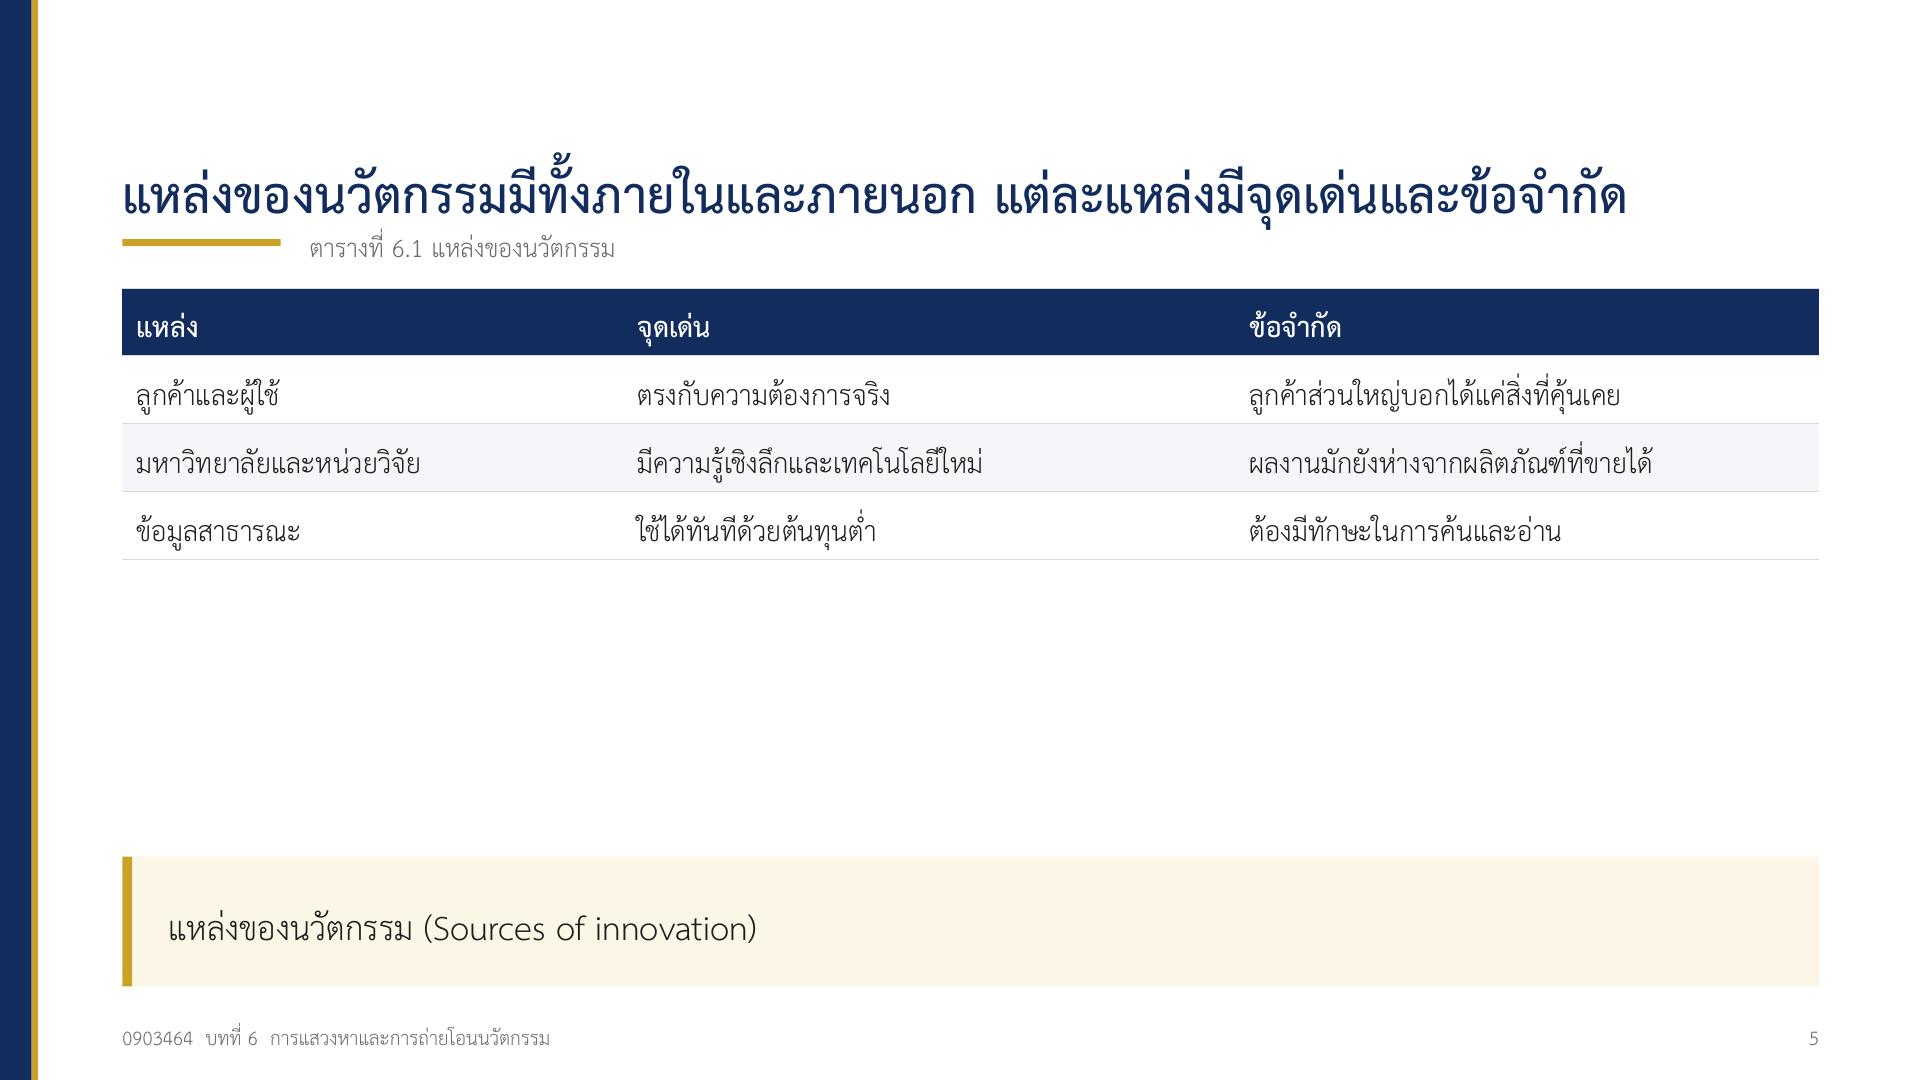 แหล่งของนวัตกรรมมีทั้งภายในและภายนอก แต่ละแหล่งมีจุดเด่นและข้อจำกัด
ตารางที่ 6.1 แหล่งของนวัตกรรม
แหล่ง จุดเด่น ข้อจำกัด
ลูกค้าและผู้ใช้ ตรงกับความต้องการจริง ลูกค้าส่วนใหญ่บอกได้แค่สิ่งที่คุ้นเคย
มหาวิทยาลัยและหน่วยวิจัย มีความรู้เชิงลึกและเทคโนโลยีใหม่ ผลงานมักยังห่างจากผลิตภัณฑ์ที่ขายได้
ข้อมูลสาธารณะ ใช้ได้ทันทีด้วยต้นทุนต่ำ ต้องมีทักษะในการค้นและอ่าน
แหล่งของนวัตกรรม (Sources of innovation)
0903464 บทที่ 6 การแสวงหาและการถ่ายโอนนวัตกรรม 5